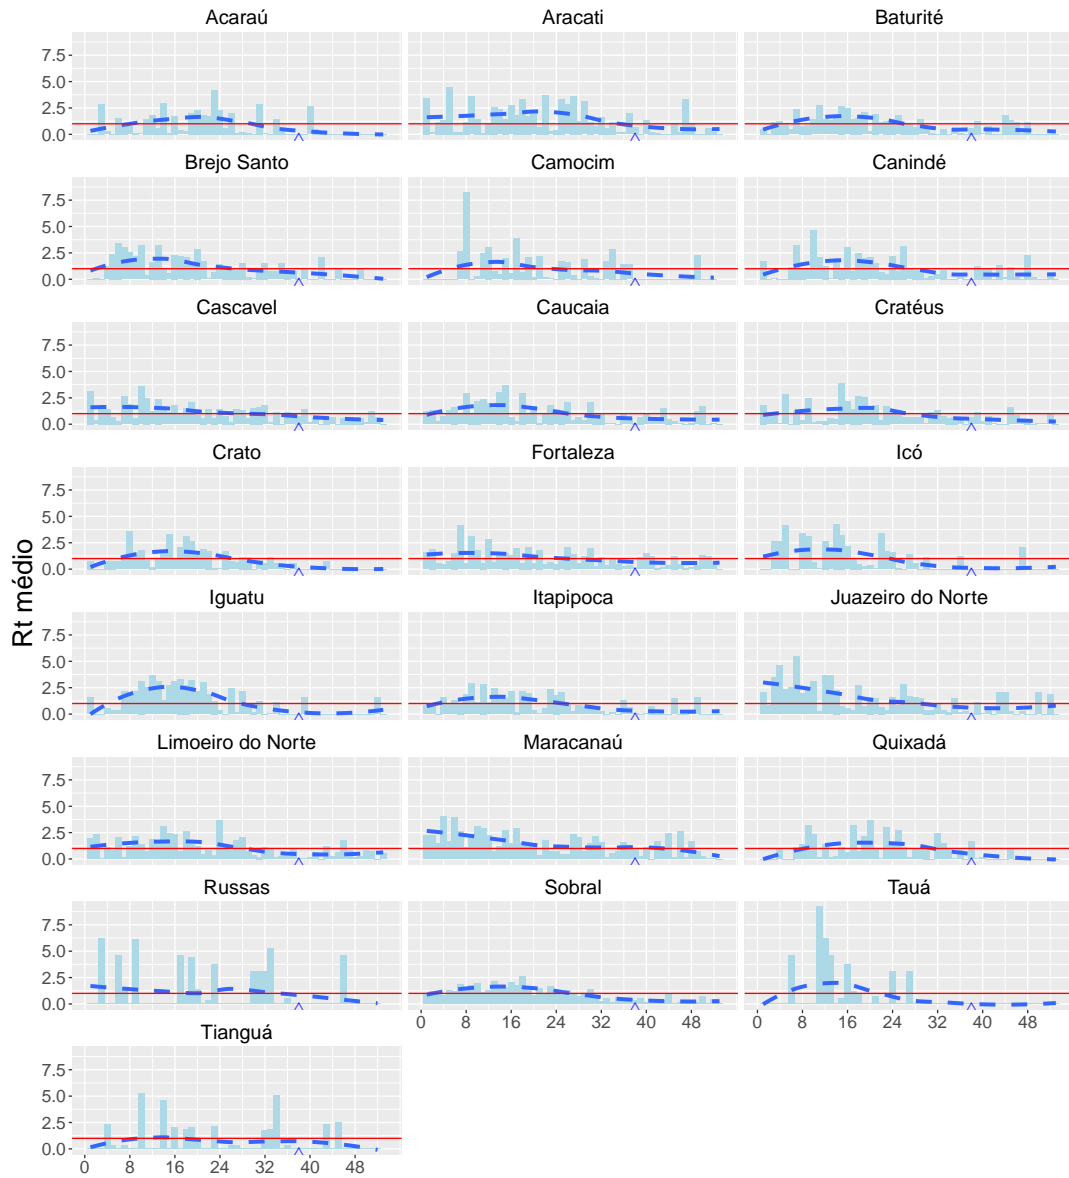 Acaraú Aracati Baturité
7.5
5.0
2.5
0.0
Brejo Santo Camocim Canindé
7.5
5.0
2.5
0.0
Cascavel Caucaia Cratéus
7.5
5.0
2.5
0.0
Crato Fortaleza Icó
7.5
5.0
2.5
0.0
Rt médio
Iguatu Itapipoca Juazeiro do Norte
7.5
5.0
2.5
0.0
Limoeiro do Norte Maracanaú Quixadá
7.5
5.0
2.5
0.0
Russas Sobral Tauá
7.5
5.0
2.5
0.0
0 8 16 24 32 40 48 0 8 16 24 32 40 48
Tianguá
7.5
5.0
2.5
0.0
0 8 16 24 32 40 48